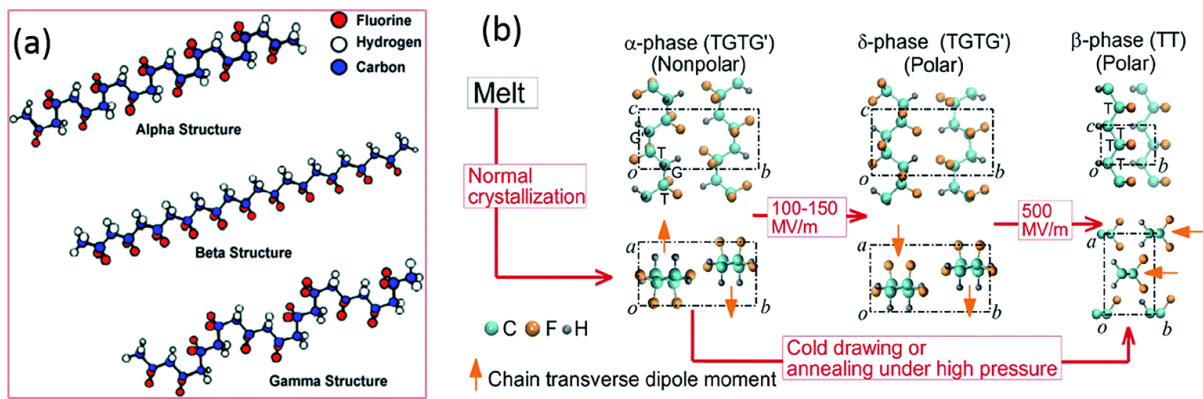 (a)
Fluorine
Hydrogen
Carbon
Alpha Structure
Beta Structure
Gamma Structure
(b)
α-phase (TGTG')
(Nonpolar)
δ-phase (TGTG')
(Polar)
β-phase (TT)
(Polar)
Melt
Normal
crystallization
c
G
T
G
T
o
b
100-150
MV/m
c
o
b
500
MV/m
T
c
T
T
o
b
a
o
b
a
o
b
a
o
b
C
F
H
Chain transverse dipole moment
Cold drawing or
annealing under high pressure